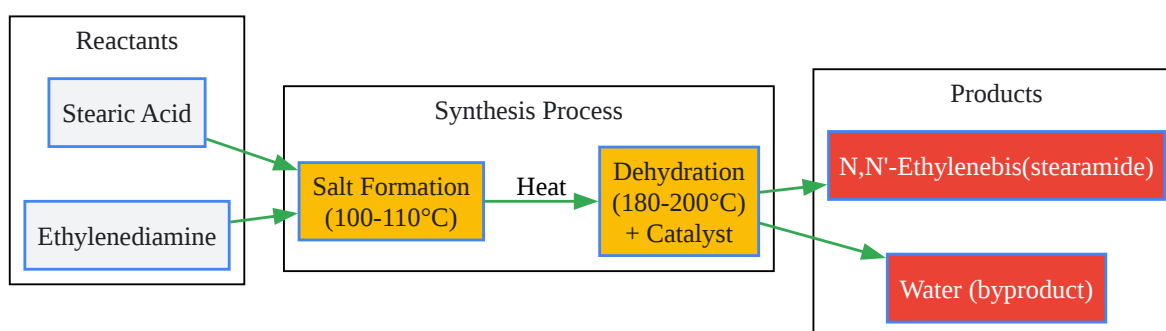 Reactants
Stearic Acid
Ethylenediamine
Synthesis Process
Salt Formation
(100-110°C)
Heat
Dehydration
(180-200°C)
+ Catalyst
Products
N,N'-Ethylenebis(stearamide)
Water (byproduct)